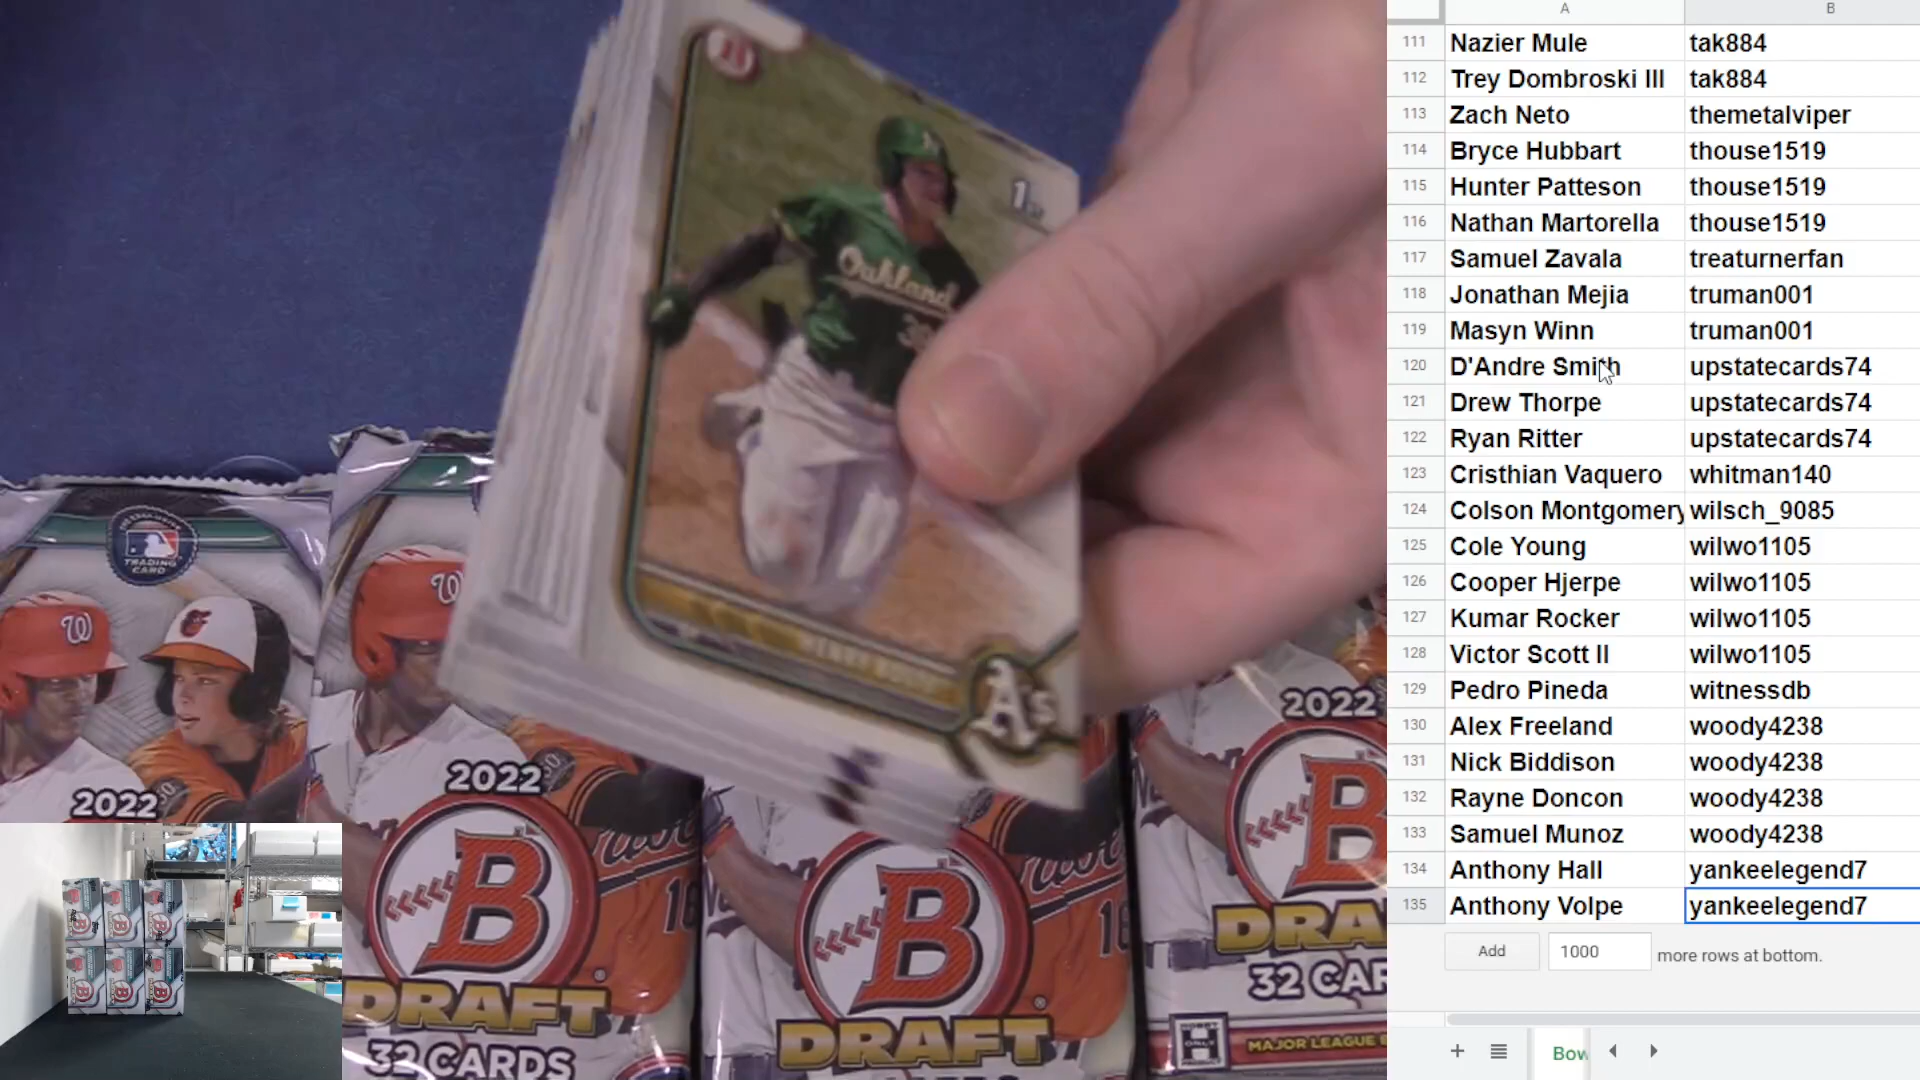 1st
Oakland
A's
TRADING CARD
W
W
2022
2022
2022
B
B
B
DRAFT
DRAFT
DRA
32 CARDS
32 CAR
HOBBY
MAJOR LEAGUE B
A B
111 Nazier Mule tak884
112 Trey Dombroski III tak884
113 Zach Neto themetalviper
114 Bryce Hubbart thouse1519
115 Hunter Patteson thouse1519
116 Nathan Martorella thouse1519
117 Samuel Zavala treaturnerfan
118 Jonathan Mejia truman001
119 Masyn Winn truman001
120 D'Andre Smith upstatecards74
121 Drew Thorpe upstatecards74
122 Ryan Ritter upstatecards74
123 Cristhian Vaquero whitman140
124 Colson Montgomery wilsch_9085
125 Cole Young wilwo1105
126 Cooper Hjerpe wilwo1105
127 Kumar Rocker wilwo1105
128 Victor Scott II wilwo1105
129 Pedro Pineda witnessdb
130 Alex Freeland woody4238
131 Nick Biddison woody4238
132 Rayne Doncon woody4238
133 Samuel Munoz woody4238
134 Anthony Hall yankeelegend7
135 Anthony Volpe yankeelegend7
Add 1000 more rows at bottom.
Bow